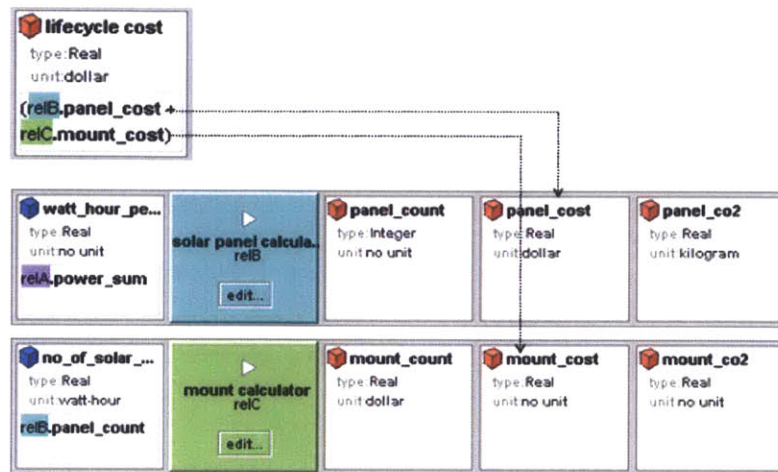 lifecycle cost
type:Real
unit:dollar
(relB.panel_cost +
relC.mount_cost)
watt_hour_pe...
type:Real
unit:no unit
relA.power_sum
solar panel calcula..
relB
edit...
panel_count
type:Integer
unit:no unit
panel_cost
type:Real
unit:dollar
panel_co2
type:Real
unit:kilogram
no_of_solar_...
type:Real
unit:watt-hour
relB.panel_count
mount calculator
relC
edit...
mount_count
type:Real
unit:dollar
mount_cost
type:Real
unit:no unit
mount_co2
type:Real
unit:no unit